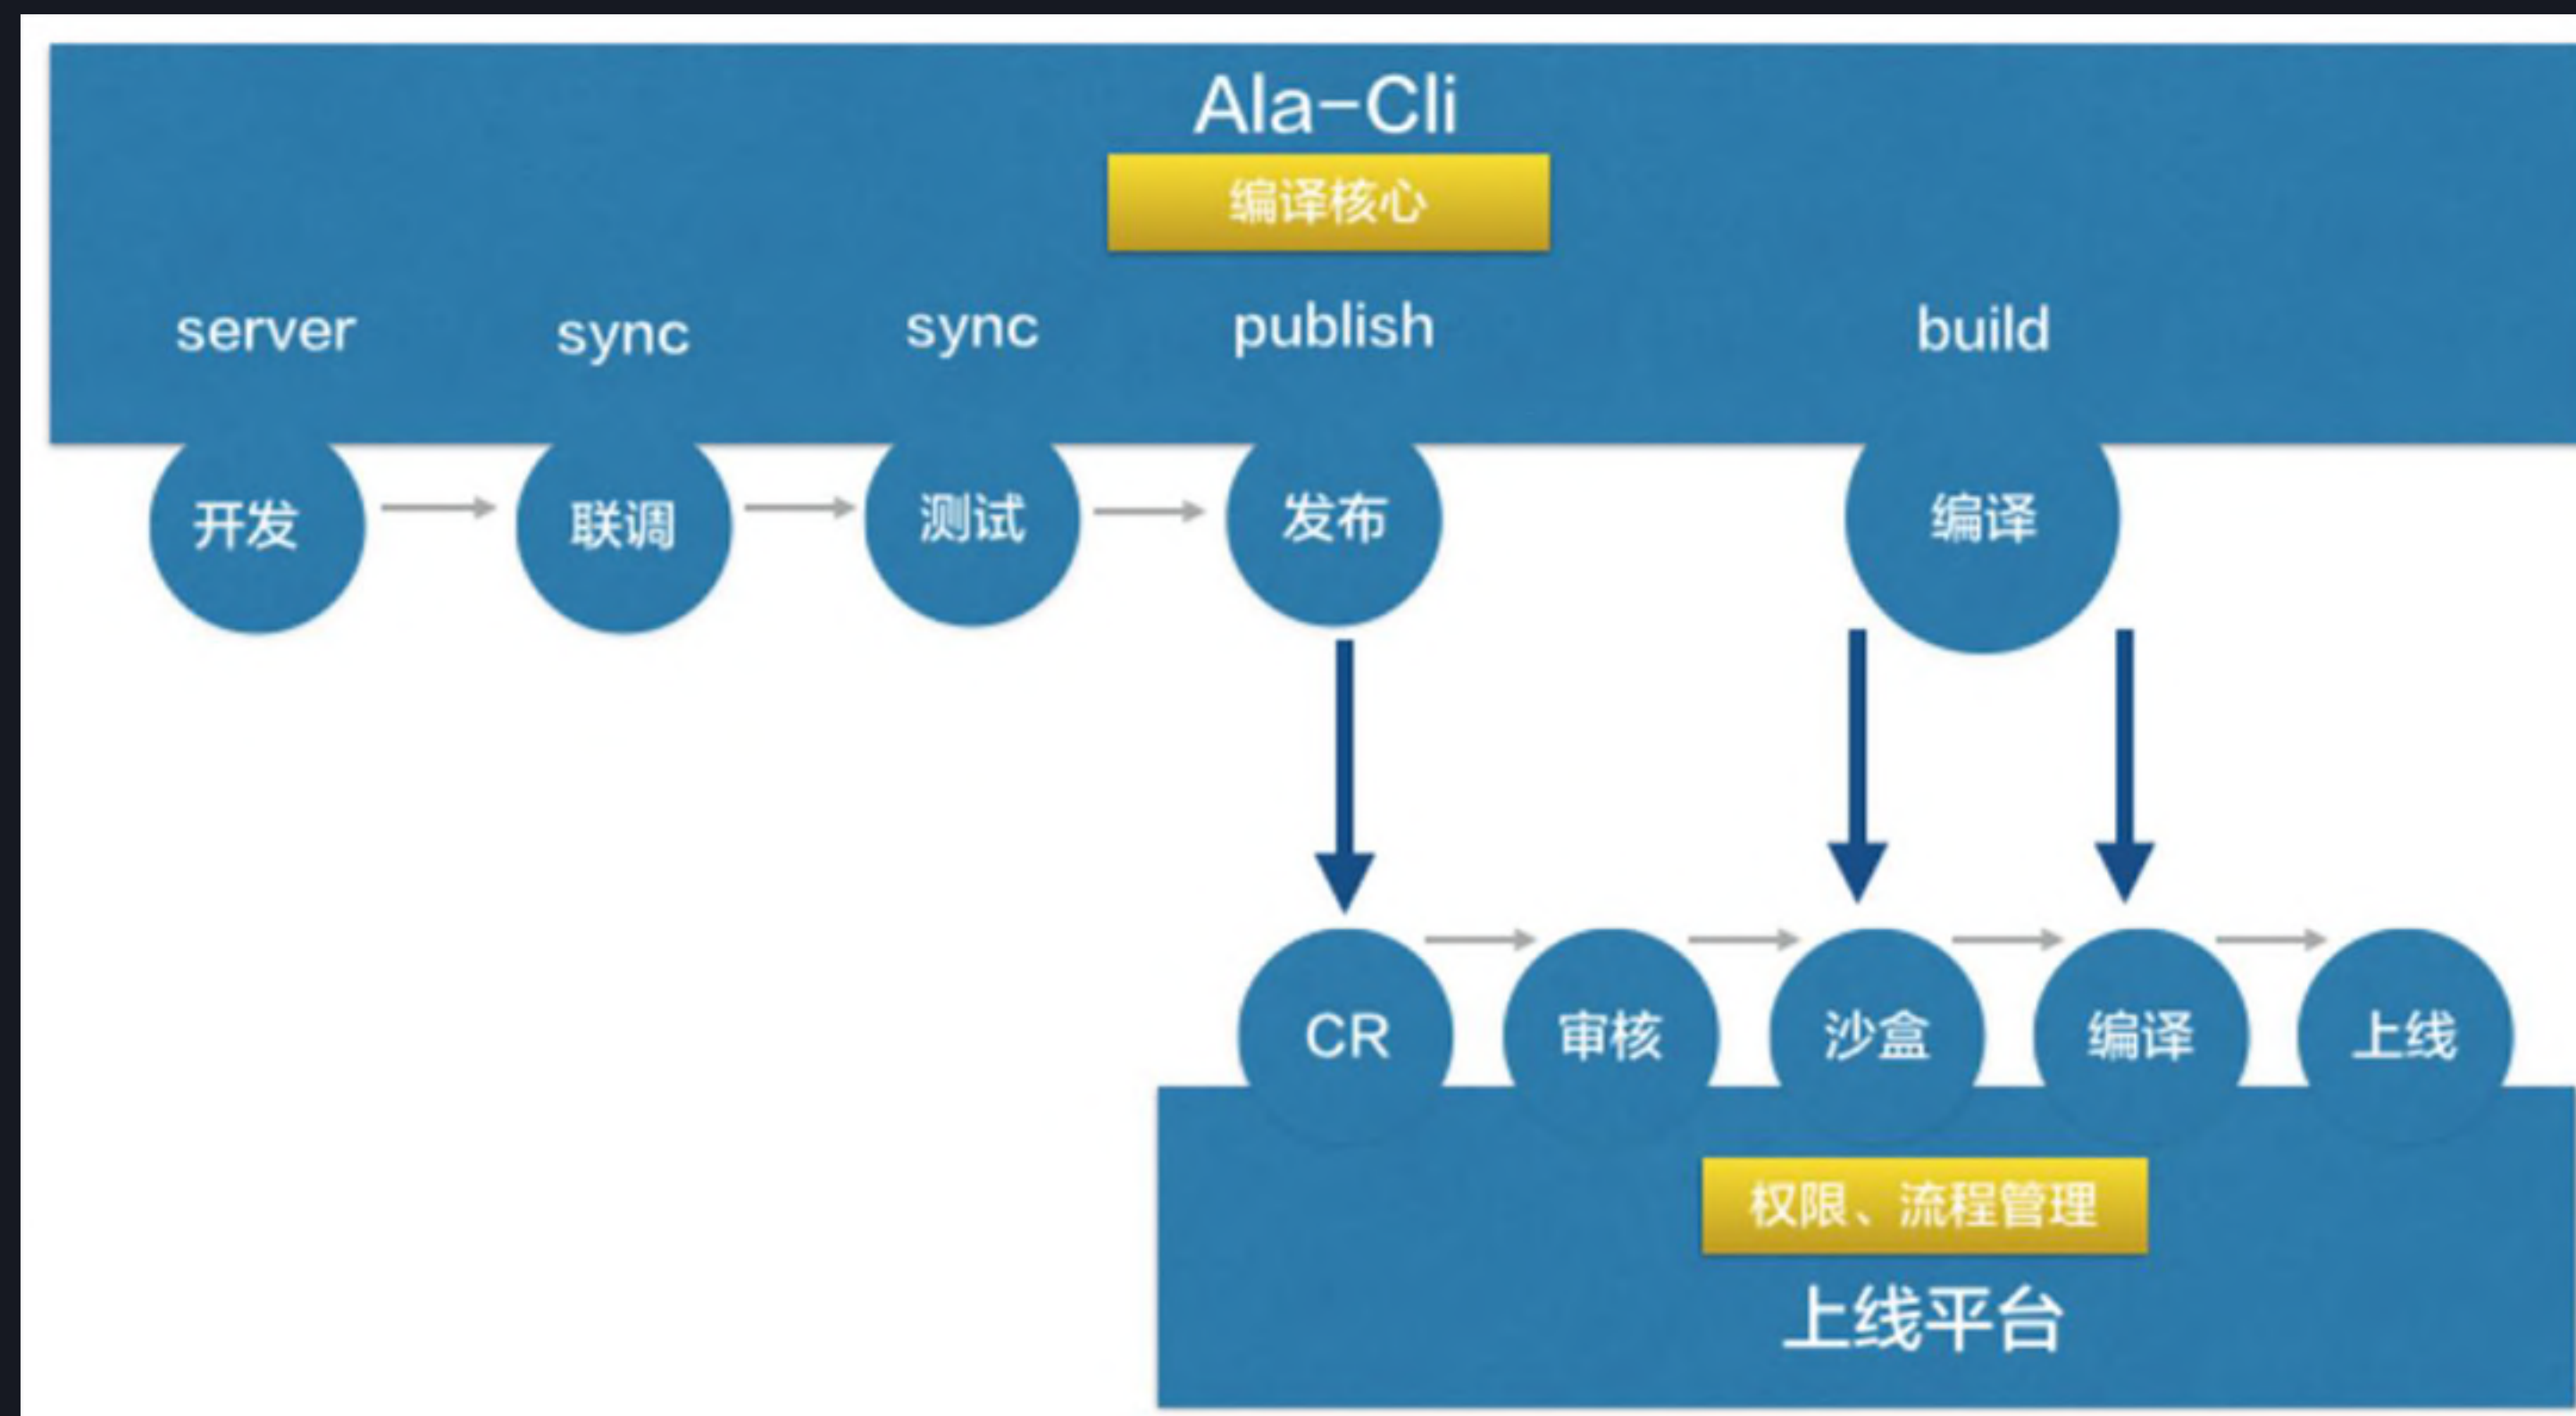 Ala-Cli
编译核心
server sync sync publish build
开发 联调 测试 发布 编译
CR 审核 沙盒 编译 上线
权限、流程管理
上线平台